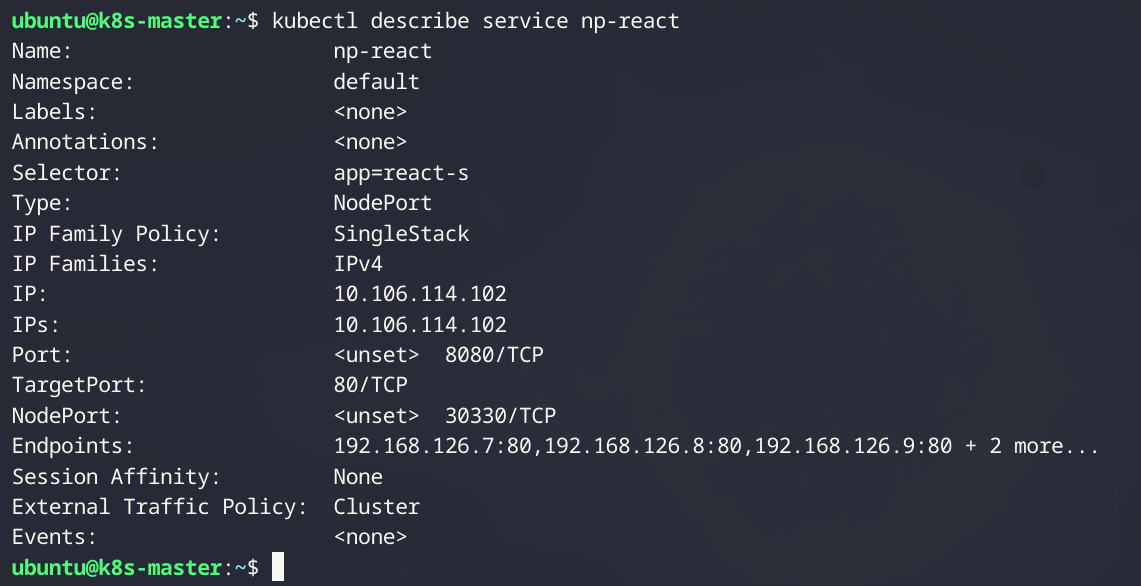 ubuntu@k8s-master:~$ kubectl describe service np-react
Name:                     np-react
Namespace:                default
Labels:                   <none>
Annotations:              <none>
Selector:                 app=react-s
Type:                     NodePort
IP Family Policy:         SingleStack
IP Families:              IPv4
IP:                       10.106.114.102
IPs:                      10.106.114.102
Port:                     <unset>  8080/TCP
TargetPort:               80/TCP
NodePort:                 <unset>  30330/TCP
Endpoints:                192.168.126.7:80,192.168.126.8:80,192.168.126.9:80 + 2 more...
Session Affinity:         None
External Traffic Policy:  Cluster
Events:                   <none>
ubuntu@k8s-master:~$